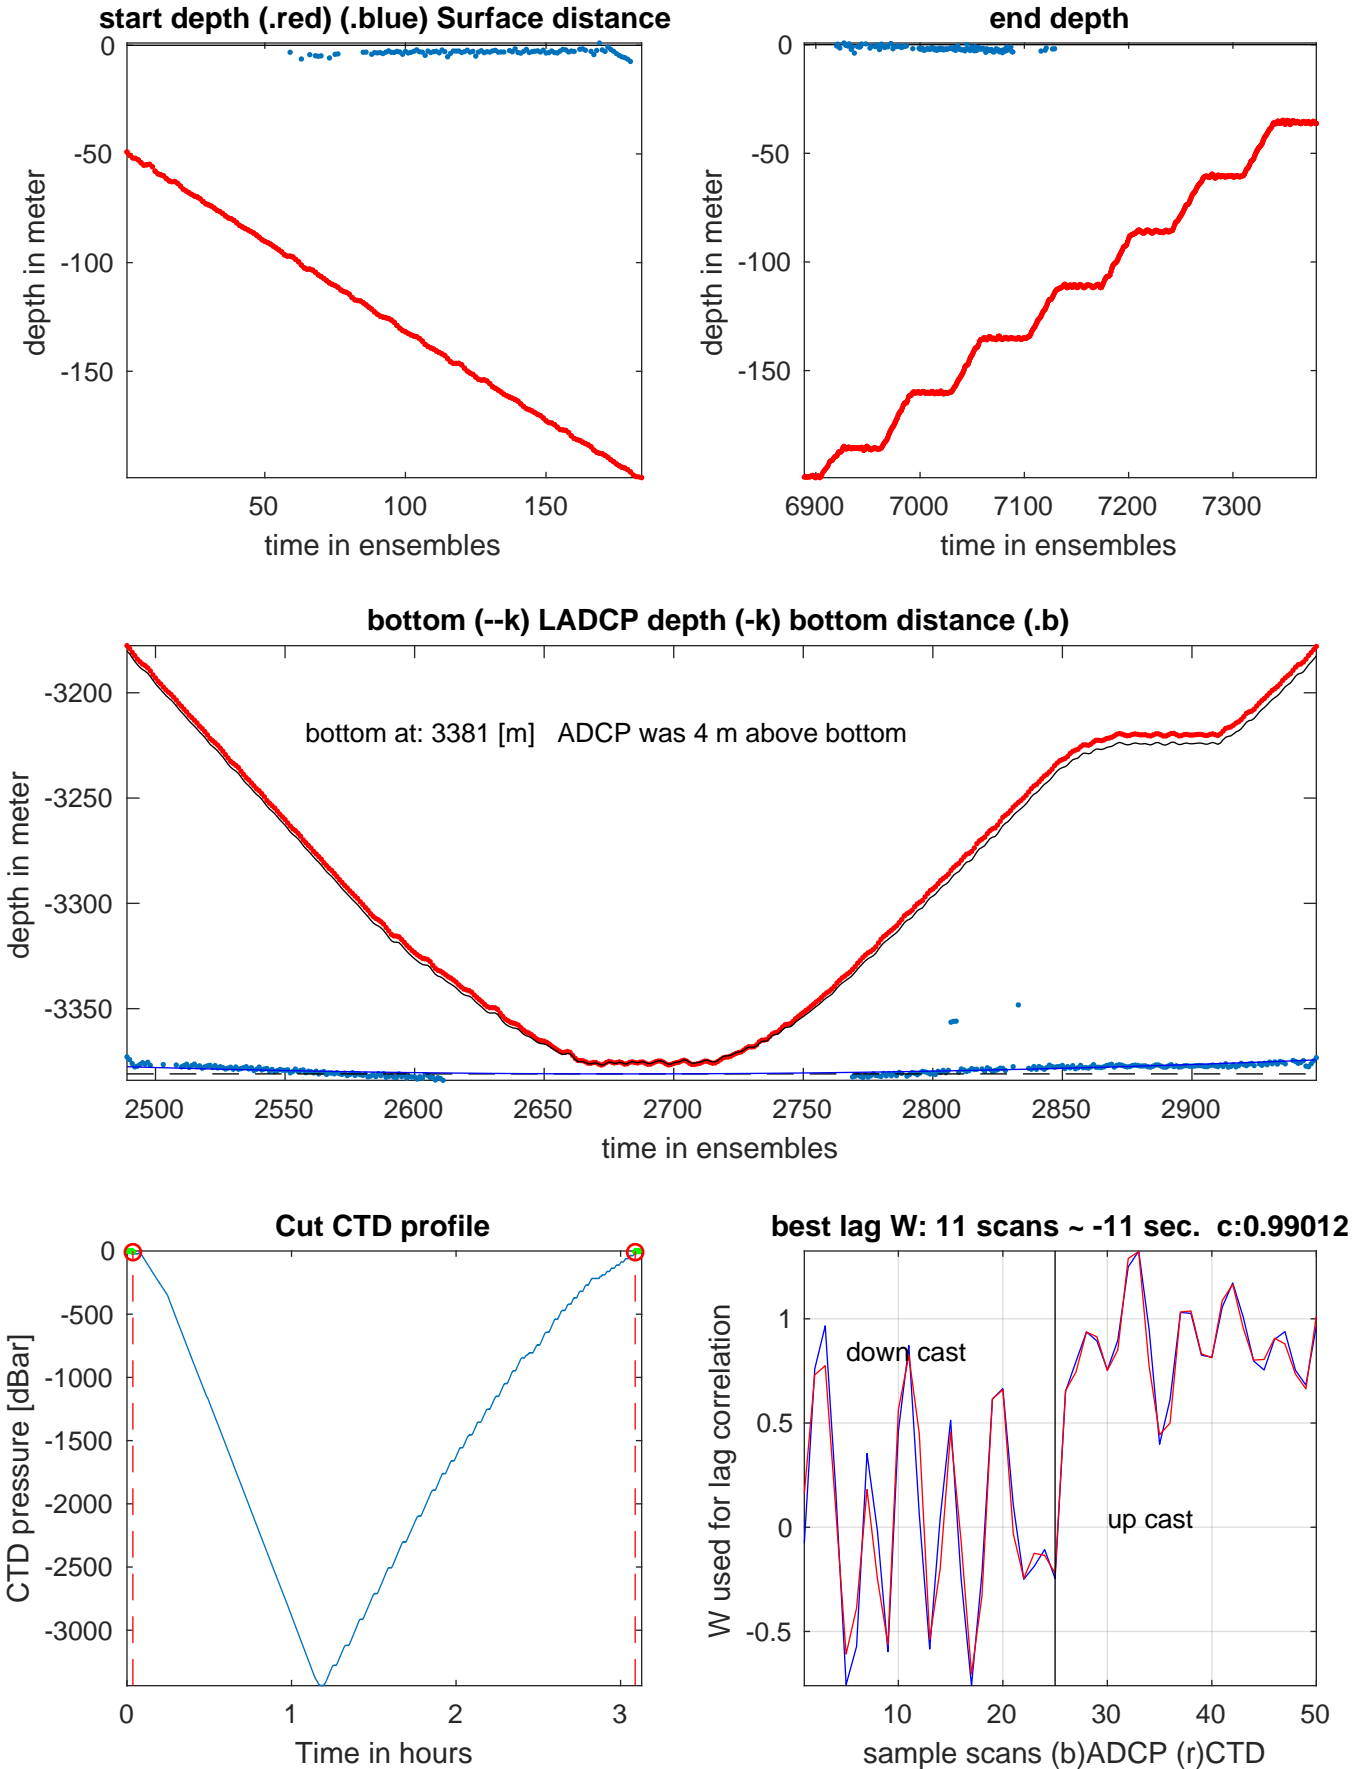 start depth (.red) (.blue) Surface distance
0
-50
-100
-150
depth in meter
50
100
150
time in ensembles
end depth
0
-50
-100
-150
depth in meter
6900
7000
7100
7200
7300
time in ensembles
bottom (--k) LADCP depth (-k) bottom distance (.b)
bottom at: 3381 [m]   ADCP was 4 m above bottom
-3200
-3250
-3300
-3350
depth in meter
2500
2550
2600
2650
2700
2750
2800
2850
2900
time in ensembles
Cut CTD profile
0
-500
-1000
-1500
-2000
-2500
-3000
CTD pressure [dBar]
0
1
2
3
Time in hours
best lag W: 11 scans ~ -11 sec.  c:0.99012
1
0.5
0
-0.5
W used for lag correlation
down cast
up cast
10
20
30
40
50
sample scans (b)ADCP (r)CTD